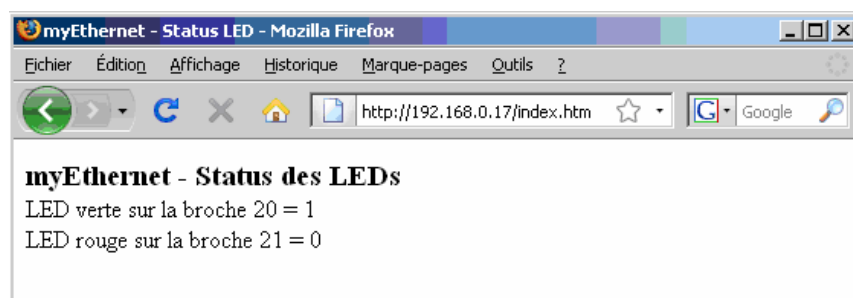 myEthernet - Status LED - Mozilla Firefox
Fichier Édition Affichage Historique Marque-pages Outils ?
http://192.168.0.17/index.htm G Google
myEthernet - Status des LEDs
LED verte sur la broche 20 = 1
LED rouge sur la broche 21 = 0